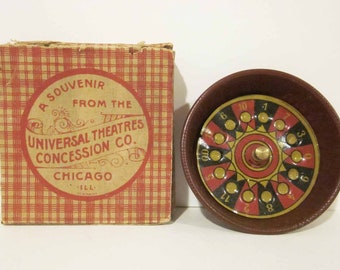 A SOUVENIR
FROM THE
UNIVERSAL THEATRES
CONCESSION CO.
CHICAGO
ILL